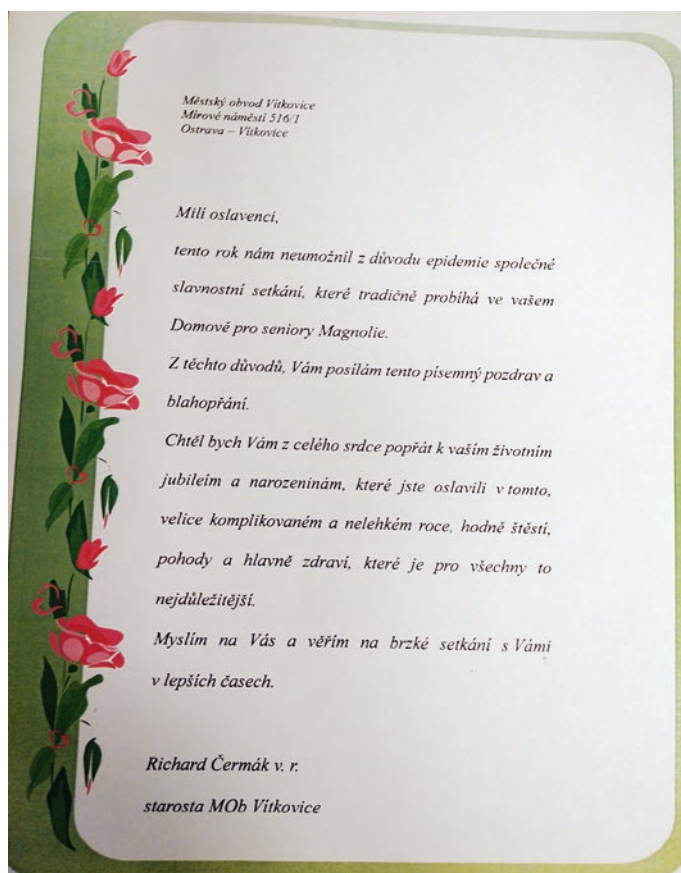 Městský obvod Vítkovice
Mírové náměstí 516/1
Ostrava – Vítkovice
Milí oslavenci,
tento rok nám neumožnil z důvodu epidemie společné
slavnostní setkání, které tradičně probíhá ve vašem
Domově pro seniory Magnolie.
Z těchto důvodů, Vám posílám tento písemný pozdrav a
blahopřání.
Chtěl bych Vám z celého srdce popřát k vaším životním
jubileím a narozeninám, které jste oslavili v tomto,
velice komplikovaném a nelehkém roce, hodně štěstí,
pohody a hlavně zdraví, které je pro všechny to
nejdůležitější.
Myslím na Vás a věřím na brzké setkání s Vámi
v lepších časech.
Richard Čermák v. r.
starosta MOb Vítkovice